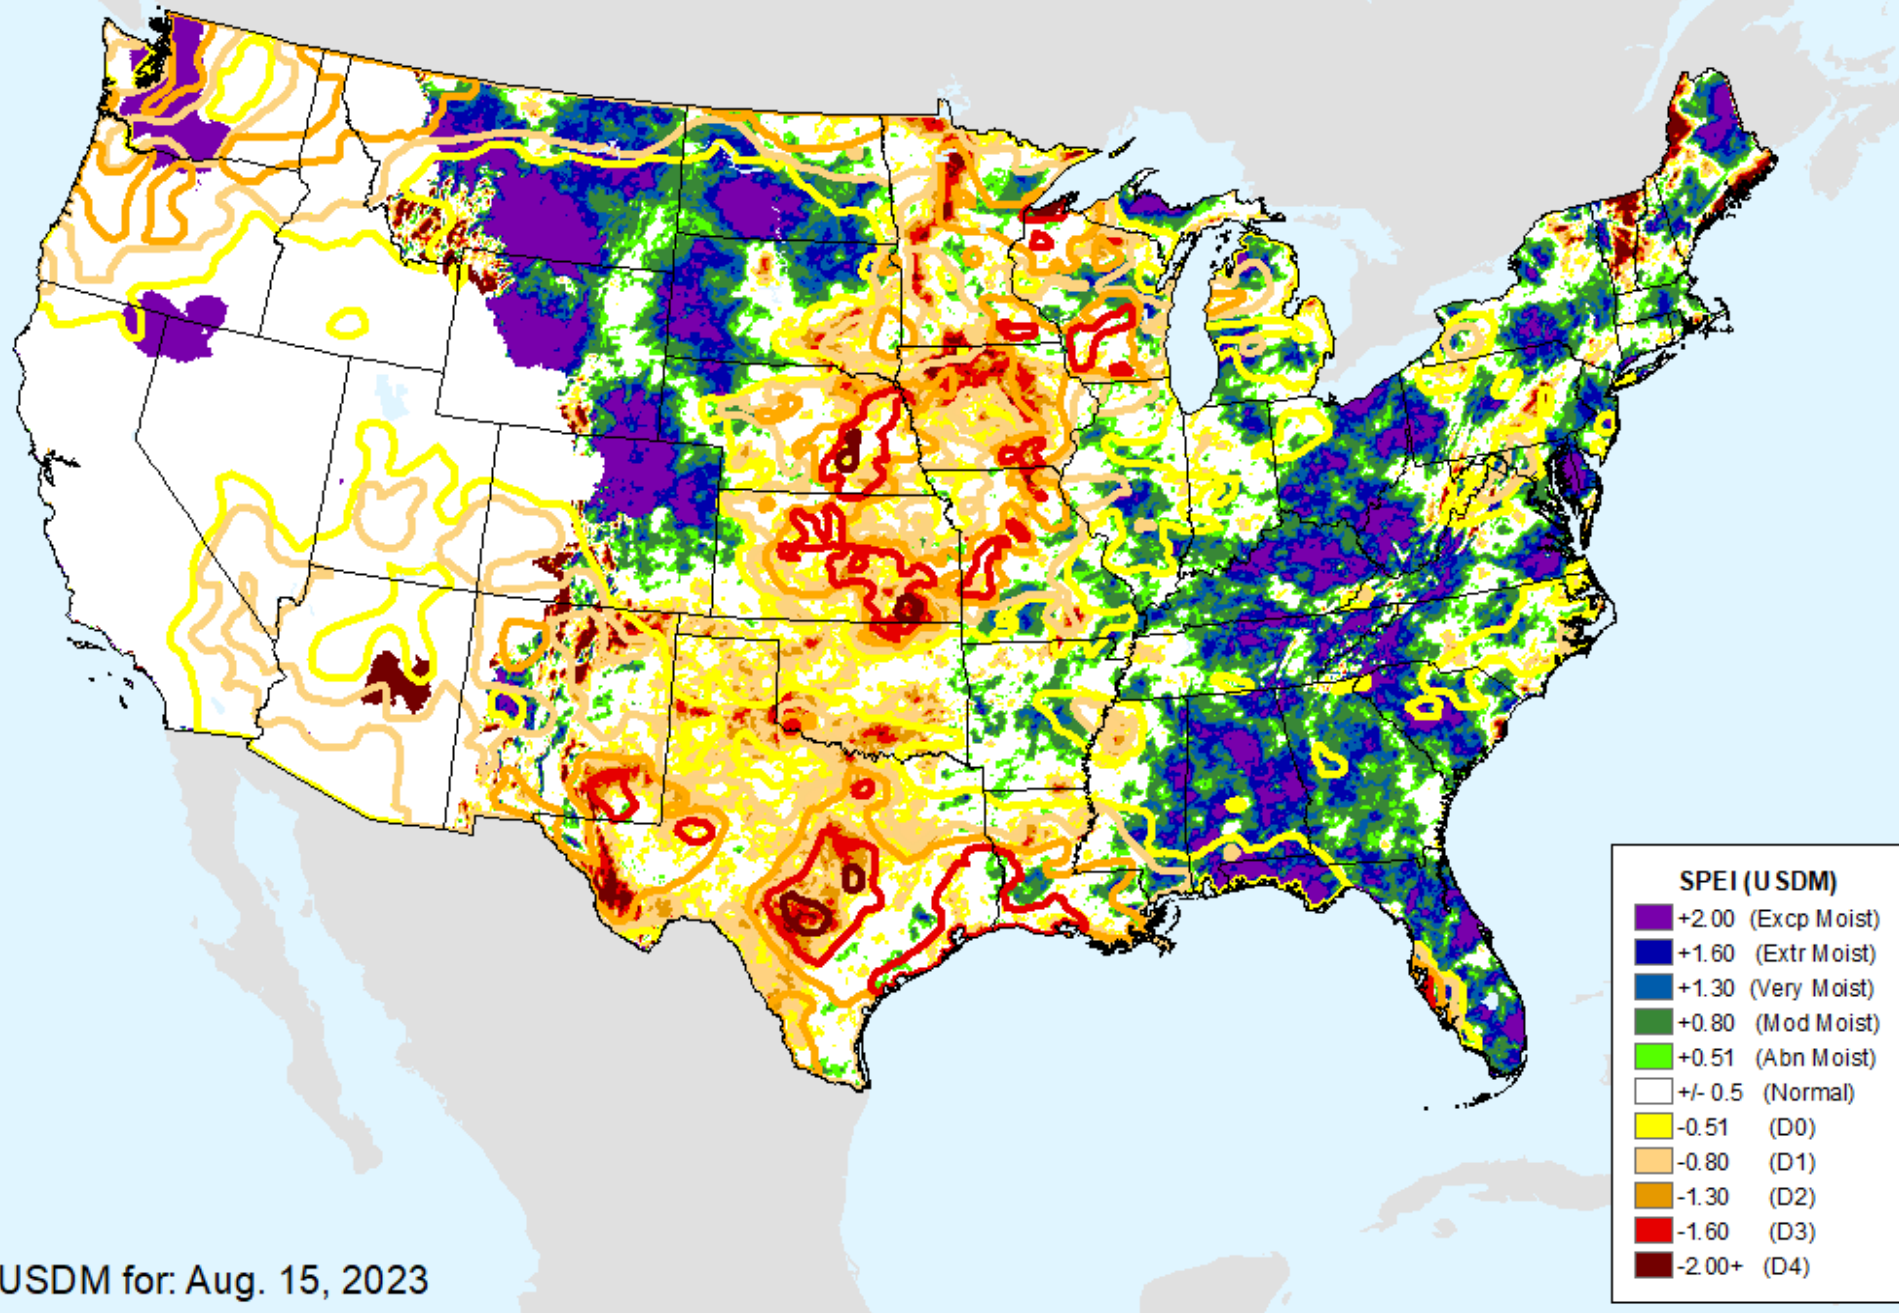 SPEI (USDM)
+2.00 (Excp Moist)
+1.60 (Extr Moist)
+1.30 (Very Moist)
+0.80 (Mod Moist)
+0.51 (Abn Moist)
+/- 0.5 (Normal)
-0.51 (D0)
-0.80 (D1)
-1.30 (D2)
-1.60 (D3)
-2.00+ (D4)
USDM for: Aug. 15, 2023